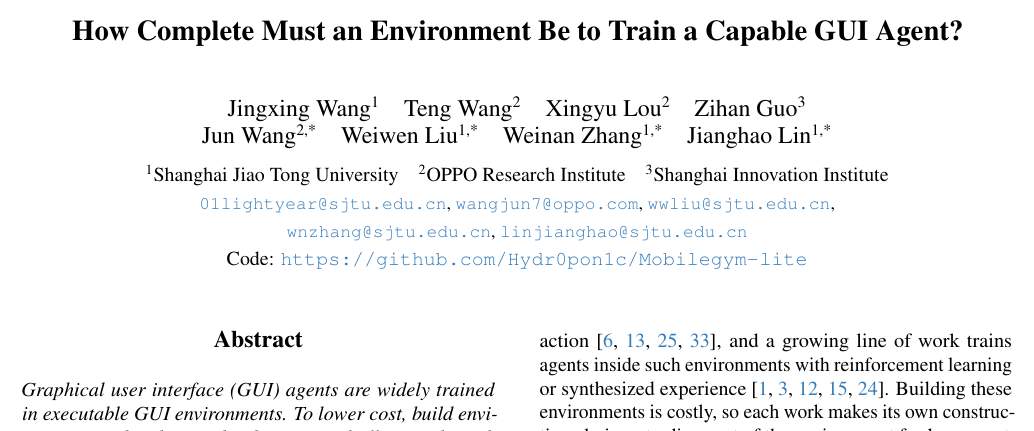 How Complete Must an Environment Be to Train a Capable GUI Agent?
Jingxing Wang1 Teng Wang2 Xingyu Lou2 Zihan Guo3
Jun Wang2,* Weiwen Liu1,* Weinan Zhang1,* Jianghao Lin1,*
1Shanghai Jiao Tong University 2OPPO Research Institute 3Shanghai Innovation Institute
01lightyear@sjtu.edu.cn, wangjun7@oppo.com, wwliu@sjtu.edu.cn,
wnzhang@sjtu.edu.cn, linjianghao@sjtu.edu.cn
Code: https://github.com/Hydr0pon1c/Mobilegym-lite
Abstract
Graphical user interface (GUI) agents are widely trained
in executable GUI environments. To lower cost, build envi-
action [6, 13, 25, 33], and a growing line of work trains
agents inside such environments with reinforcement learning
or synthesized experience [1, 3, 12, 15, 24]. Building these
environments is costly, so each work makes its own construc-